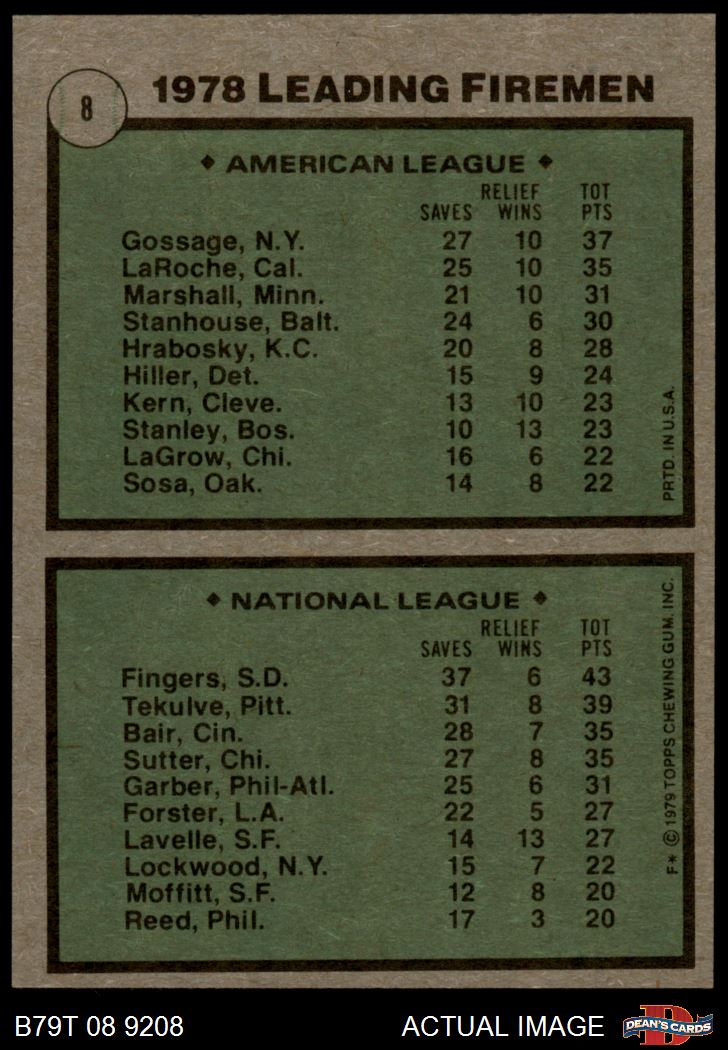 8
1978 LEADING FIREMEN
◆ AMERICAN LEAGUE ◆
RELIEF TOT
SAVES WINS PTS
Gossage, N.Y. 27 10 37
LaRoche, Cal. 25 10 35
Marshall, Minn. 21 10 31
Stanhouse, Balt. 24 6 30
Hrabosky, K.C. 20 8 28
Hiller, Det. 15 9 24
Kern, Cleve. 13 10 23
Stanley, Bos. 10 13 23
LaGrow, Chi. 16 6 22
Sosa, Oak. 14 8 22
PRTD. IN U.S.A.
◆ NATIONAL LEAGUE ◆
RELIEF TOT
SAVES WINS PTS
Fingers, S.D. 37 6 43
Tekulve, Pitt. 31 8 39
Bair, Cin. 28 7 35
Sutter, Chi. 27 8 35
Garber, Phil-Atl. 25 6 31
Forster, L.A. 22 5 27
Lavelle, S.F. 14 13 27
Lockwood, N.Y. 15 7 22
Moffitt, S.F. 12 8 20
Reed, Phil. 17 3 20
F* © 1979 TOPPS CHEWING GUM, INC.
B79T 08 9208
ACTUAL IMAGE
D
DEAN'S CARDS